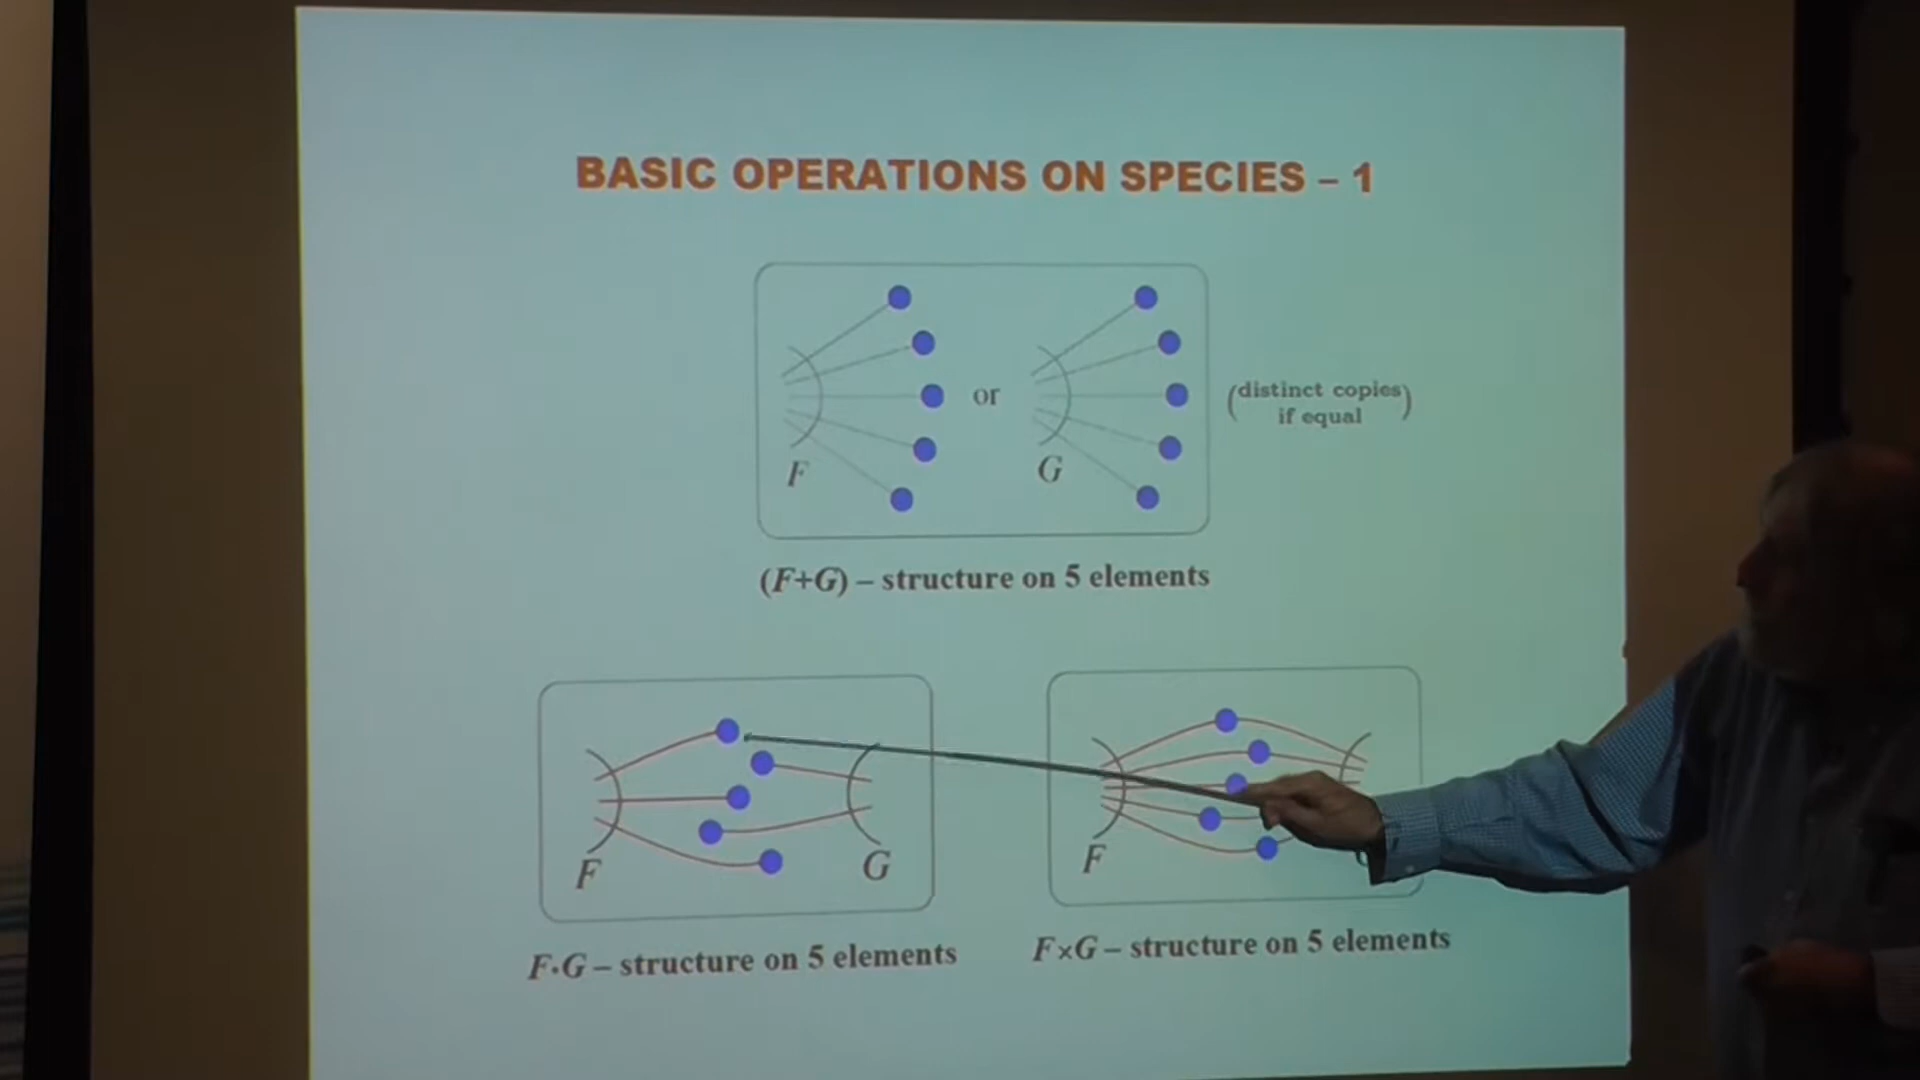 BASIC OPERATIONS ON SPECIES – 1
F
or
G
(distinct copies
if equal)
(F+G) – structure on 5 elements
F
G
F
F·G – structure on 5 elements
F×G – structure on 5 elements